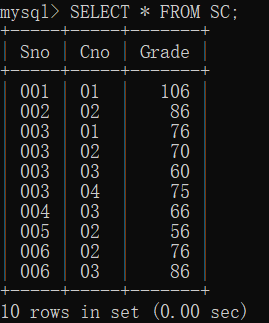 mysql> SELECT * FROM SC;
+-----+-----+-------+
| Sno | Cno | Grade |
+-----+-----+-------+
| 001 | 01  |   106 |
| 002 | 02  |    86 |
| 003 | 01  |    76 |
| 003 | 02  |    70 |
| 003 | 03  |    60 |
| 003 | 04  |    75 |
| 004 | 03  |    66 |
| 005 | 02  |    56 |
| 006 | 02  |    76 |
| 006 | 03  |    86 |
+-----+-----+-------+
10 rows in set (0.00 sec)